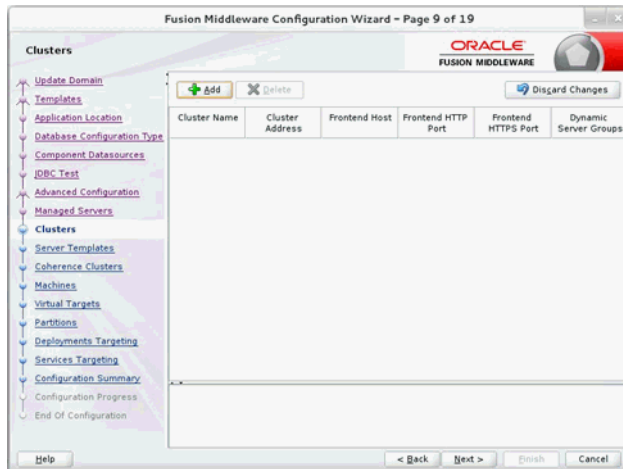 Fusion Middleware Configuration Wizard - Page 9 of 19
Clusters
ORACLE
FUSION MIDDLEWARE
Update Domain
Templates
Application Location
Database Configuration Type
Component Datasources
JDBC Test
Advanced Configuration
Managed Servers
Clusters
Server Templates
Coherence Clusters
Machines
Virtual Targets
Partitions
Deployments Targeting
Services Targeting
Configuration Summary
Configuration Progress
End Of Configuration
Add
Delete
Discard Changes
Cluster Name
Cluster
Address
Frontend Host
Frontend HTTP
Port
Frontend
HTTPS Port
Dynamic
Server Groups
Help
< Back
Next >
Finish
Cancel